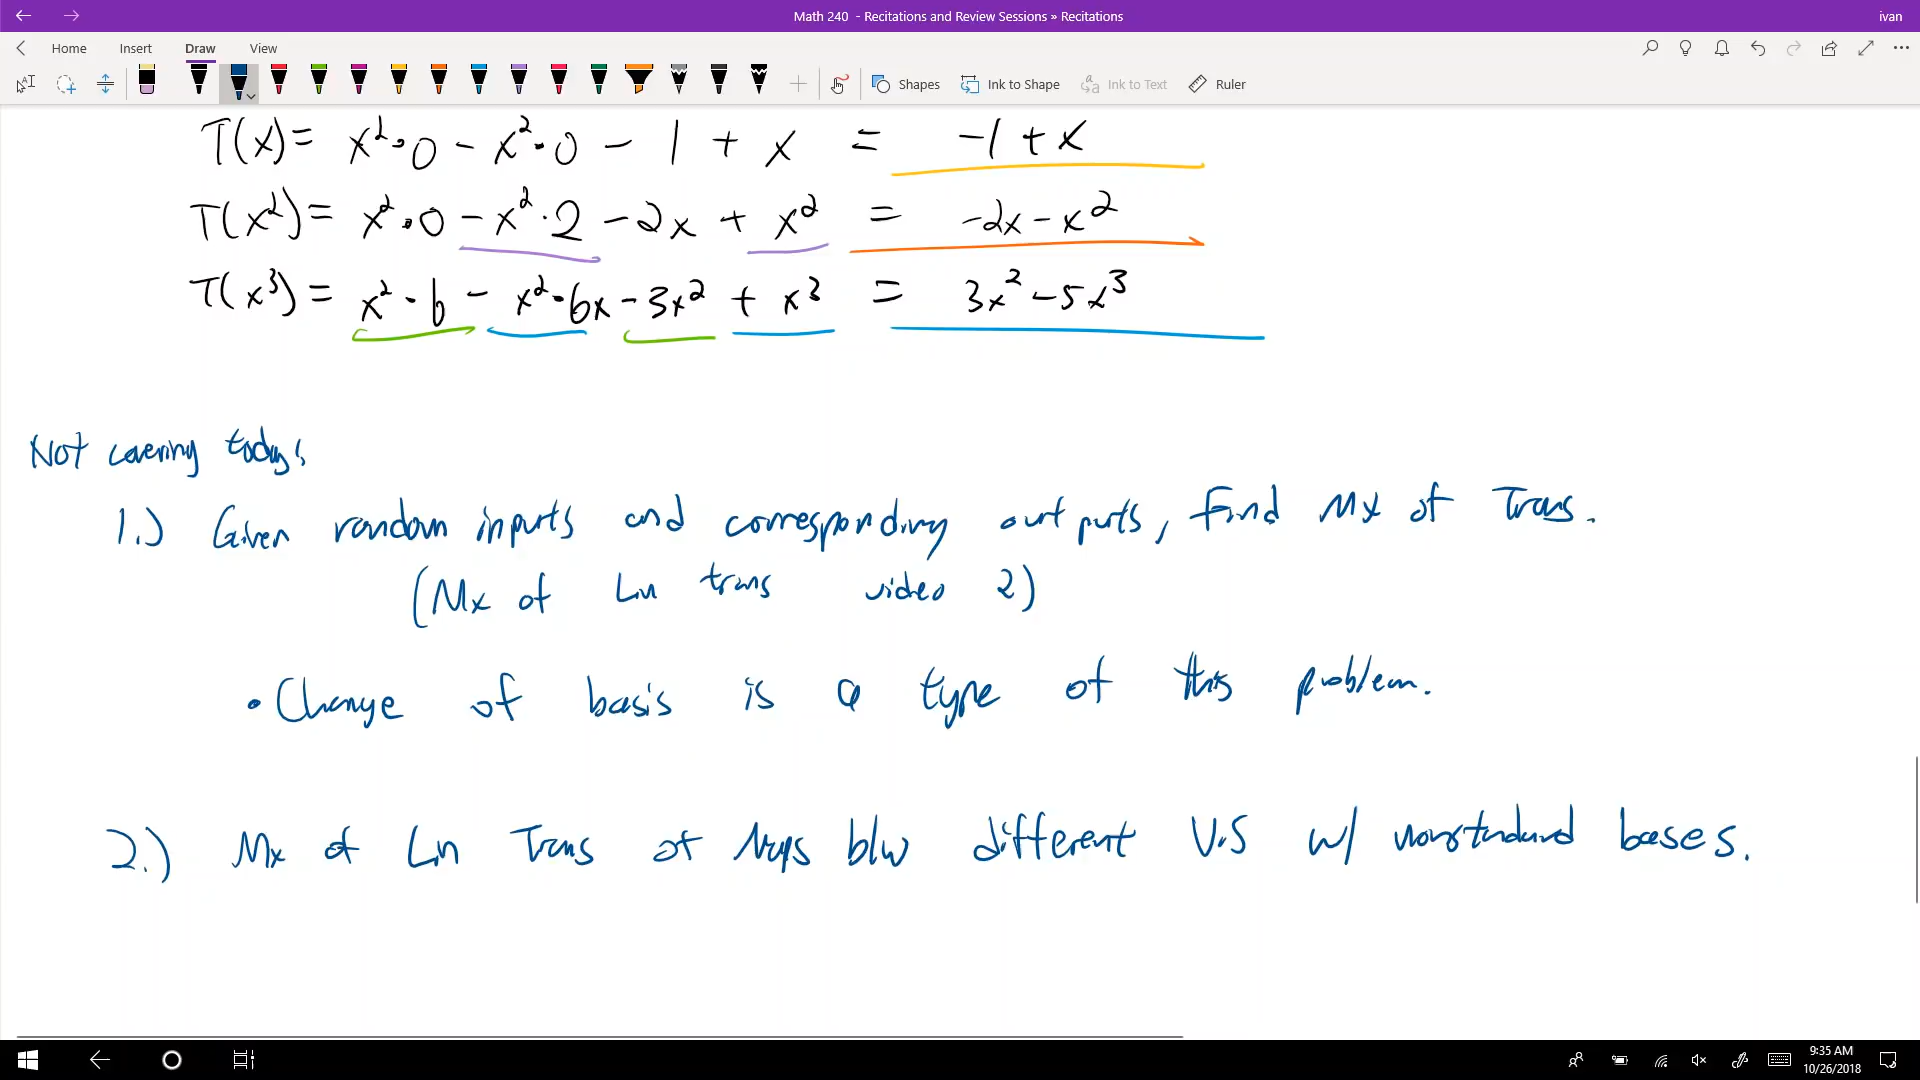 Math 240 - Recitations and Review Sessions » Recitations
ivan
Home Insert Draw View
Shapes Ink to Shape Ink to Text Ruler
T(x) = x²·0 - x²·0 - 1 + x = -1 + x
T(x²) = x²·0 - x²·2 - 2x + x² = -2x - x²
T(x³) = x²·6 - x²·6x - 3x² + x³ = 3x² - 5x³
Not covering today:
1.) Given random inputs and corresponding outputs, Find Mx of Trans.
(Mx of Lin trans video 2)
• Change of basis is a type of this problem.
2.) Mx of Lin Trans of Maps b/w different V.S w/ nonstandard bases.
9:35 AM
10/26/2018